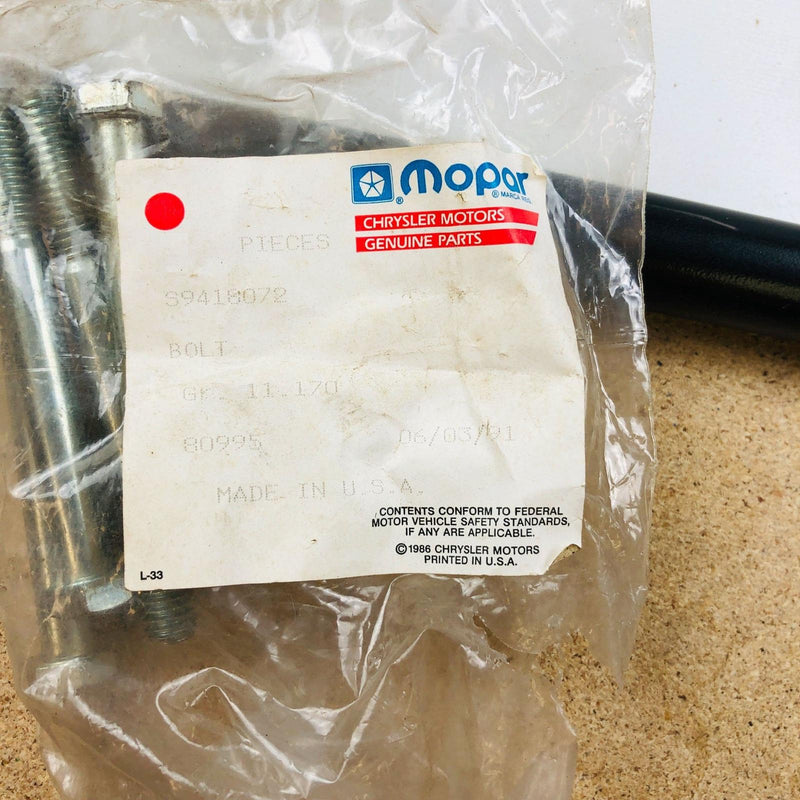 mopar
® ® MARCA REG.
CHRYSLER MOTORS
GENUINE PARTS
PIECES
S9418072
BOLT
Gr. 11.170
80995 06/03/91
MADE IN U.S.A.
CONTENTS CONFORM TO FEDERAL
MOTOR VEHICLE SAFETY STANDARDS,
IF ANY ARE APPLICABLE.
©1986 CHRYSLER MOTORS
PRINTED IN U.S.A.
L-33